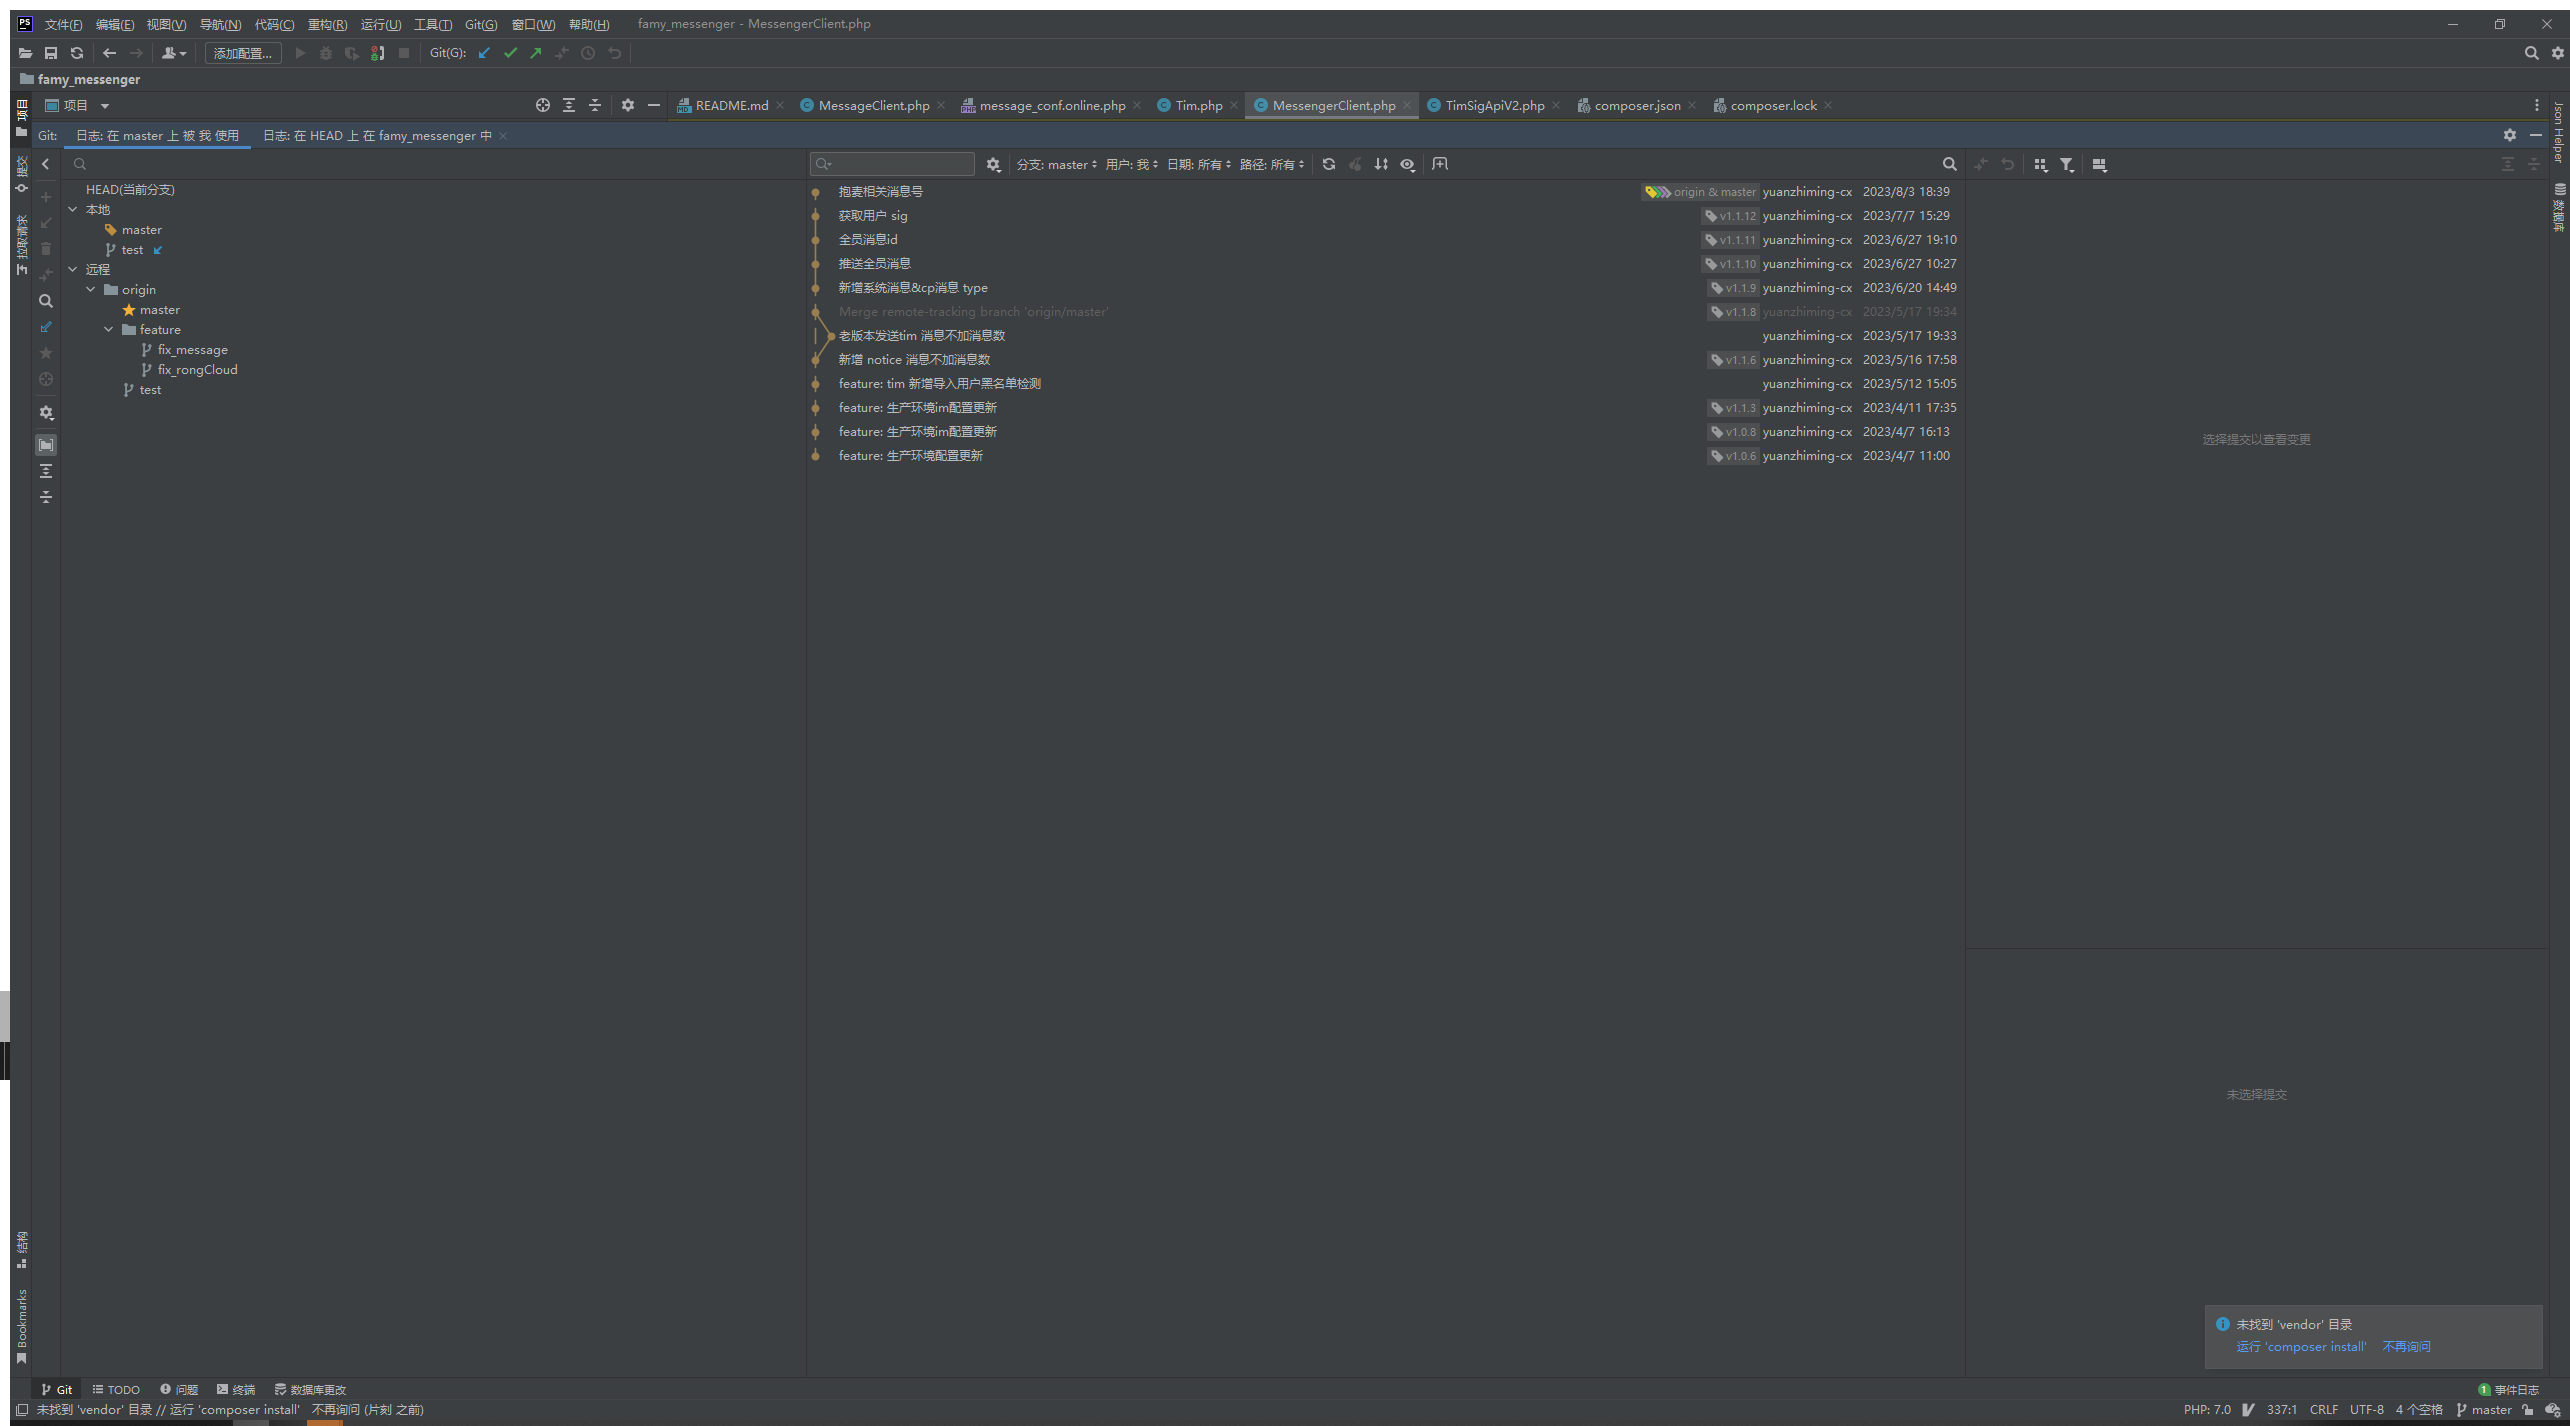 PS 文件(F) 编辑(E) 视图(V) 导航(N) 代码(C) 重构(R) 运行(U) 工具(T) Git(G) 窗口(W) 帮助(H) famy_messenger - MessengerClient.php
添加配置... Git(G):
famy_messenger
项目 README.md MessageClient.php message_conf.online.php Tim.php MessengerClient.php TimSigApiV2.php composer.json composer.lock
Git: 日志: 在 master 上 被 我 使用 日志: 在 HEAD 上 在 famy_messenger 中
分支: master 用户: 我 日期: 所有 路径: 所有
项目
提交
拉取请求
结构
Bookmarks
HEAD(当前分支)
本地
master
test
远程
origin
master
feature
fix_message
fix_rongCloud
test
抱麦相关消息号 origin & master yuanzhiming-cx 2023/8/3 18:39
获取用户 sig v1.1.12 yuanzhiming-cx 2023/7/7 15:29
全员消息id v1.1.11 yuanzhiming-cx 2023/6/27 19:10
推送全员消息 v1.1.10 yuanzhiming-cx 2023/6/27 10:27
新增系统消息&cp消息 type v1.1.9 yuanzhiming-cx 2023/6/20 14:49
Merge remote-tracking branch 'origin/master' v1.1.8 yuanzhiming-cx 2023/5/17 19:34
老版本发送tim 消息不加消息数 yuanzhiming-cx 2023/5/17 19:33
新增 notice 消息不加消息数 v1.1.6 yuanzhiming-cx 2023/5/16 17:58
feature: tim 新增导入用户黑名单检测 yuanzhiming-cx 2023/5/12 15:05
feature: 生产环境im配置更新 v1.1.3 yuanzhiming-cx 2023/4/11 17:35
feature: 生产环境im配置更新 v1.0.8 yuanzhiming-cx 2023/4/7 16:13
feature: 生产环境配置更新 v1.0.6 yuanzhiming-cx 2023/4/7 11:00
选择提交以查看变更
未选择提交
Json Helper
数据库
未找到 'vendor' 目录
运行 'composer install' 不再询问
Git TODO 问题 终端 数据库更改 1 事件日志
未找到 'vendor' 目录 // 运行 'composer install' 不再询问 (片刻 之前) PHP: 7.0 337:1 CRLF UTF-8 4 个空格 master